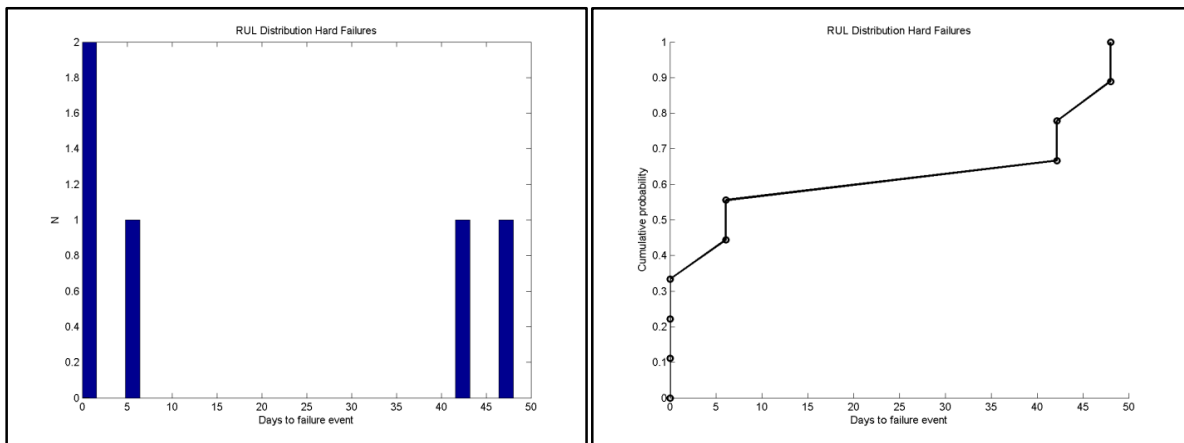 RUL Distribution Hard Failures
2
1.8
1.6
1.4
1.2
1
0.8
0.6
0.4
0.2
0
N
0 5 10 15 20 25 30 35 40 45 50
Days to failure event
RUL Distribution Hard Failures
1
0.9
0.8
0.7
0.6
0.5
0.4
0.3
0.2
0.1
0
Cumulative probability
0 5 10 15 20 25 30 35 40 45 50
Days to failure event